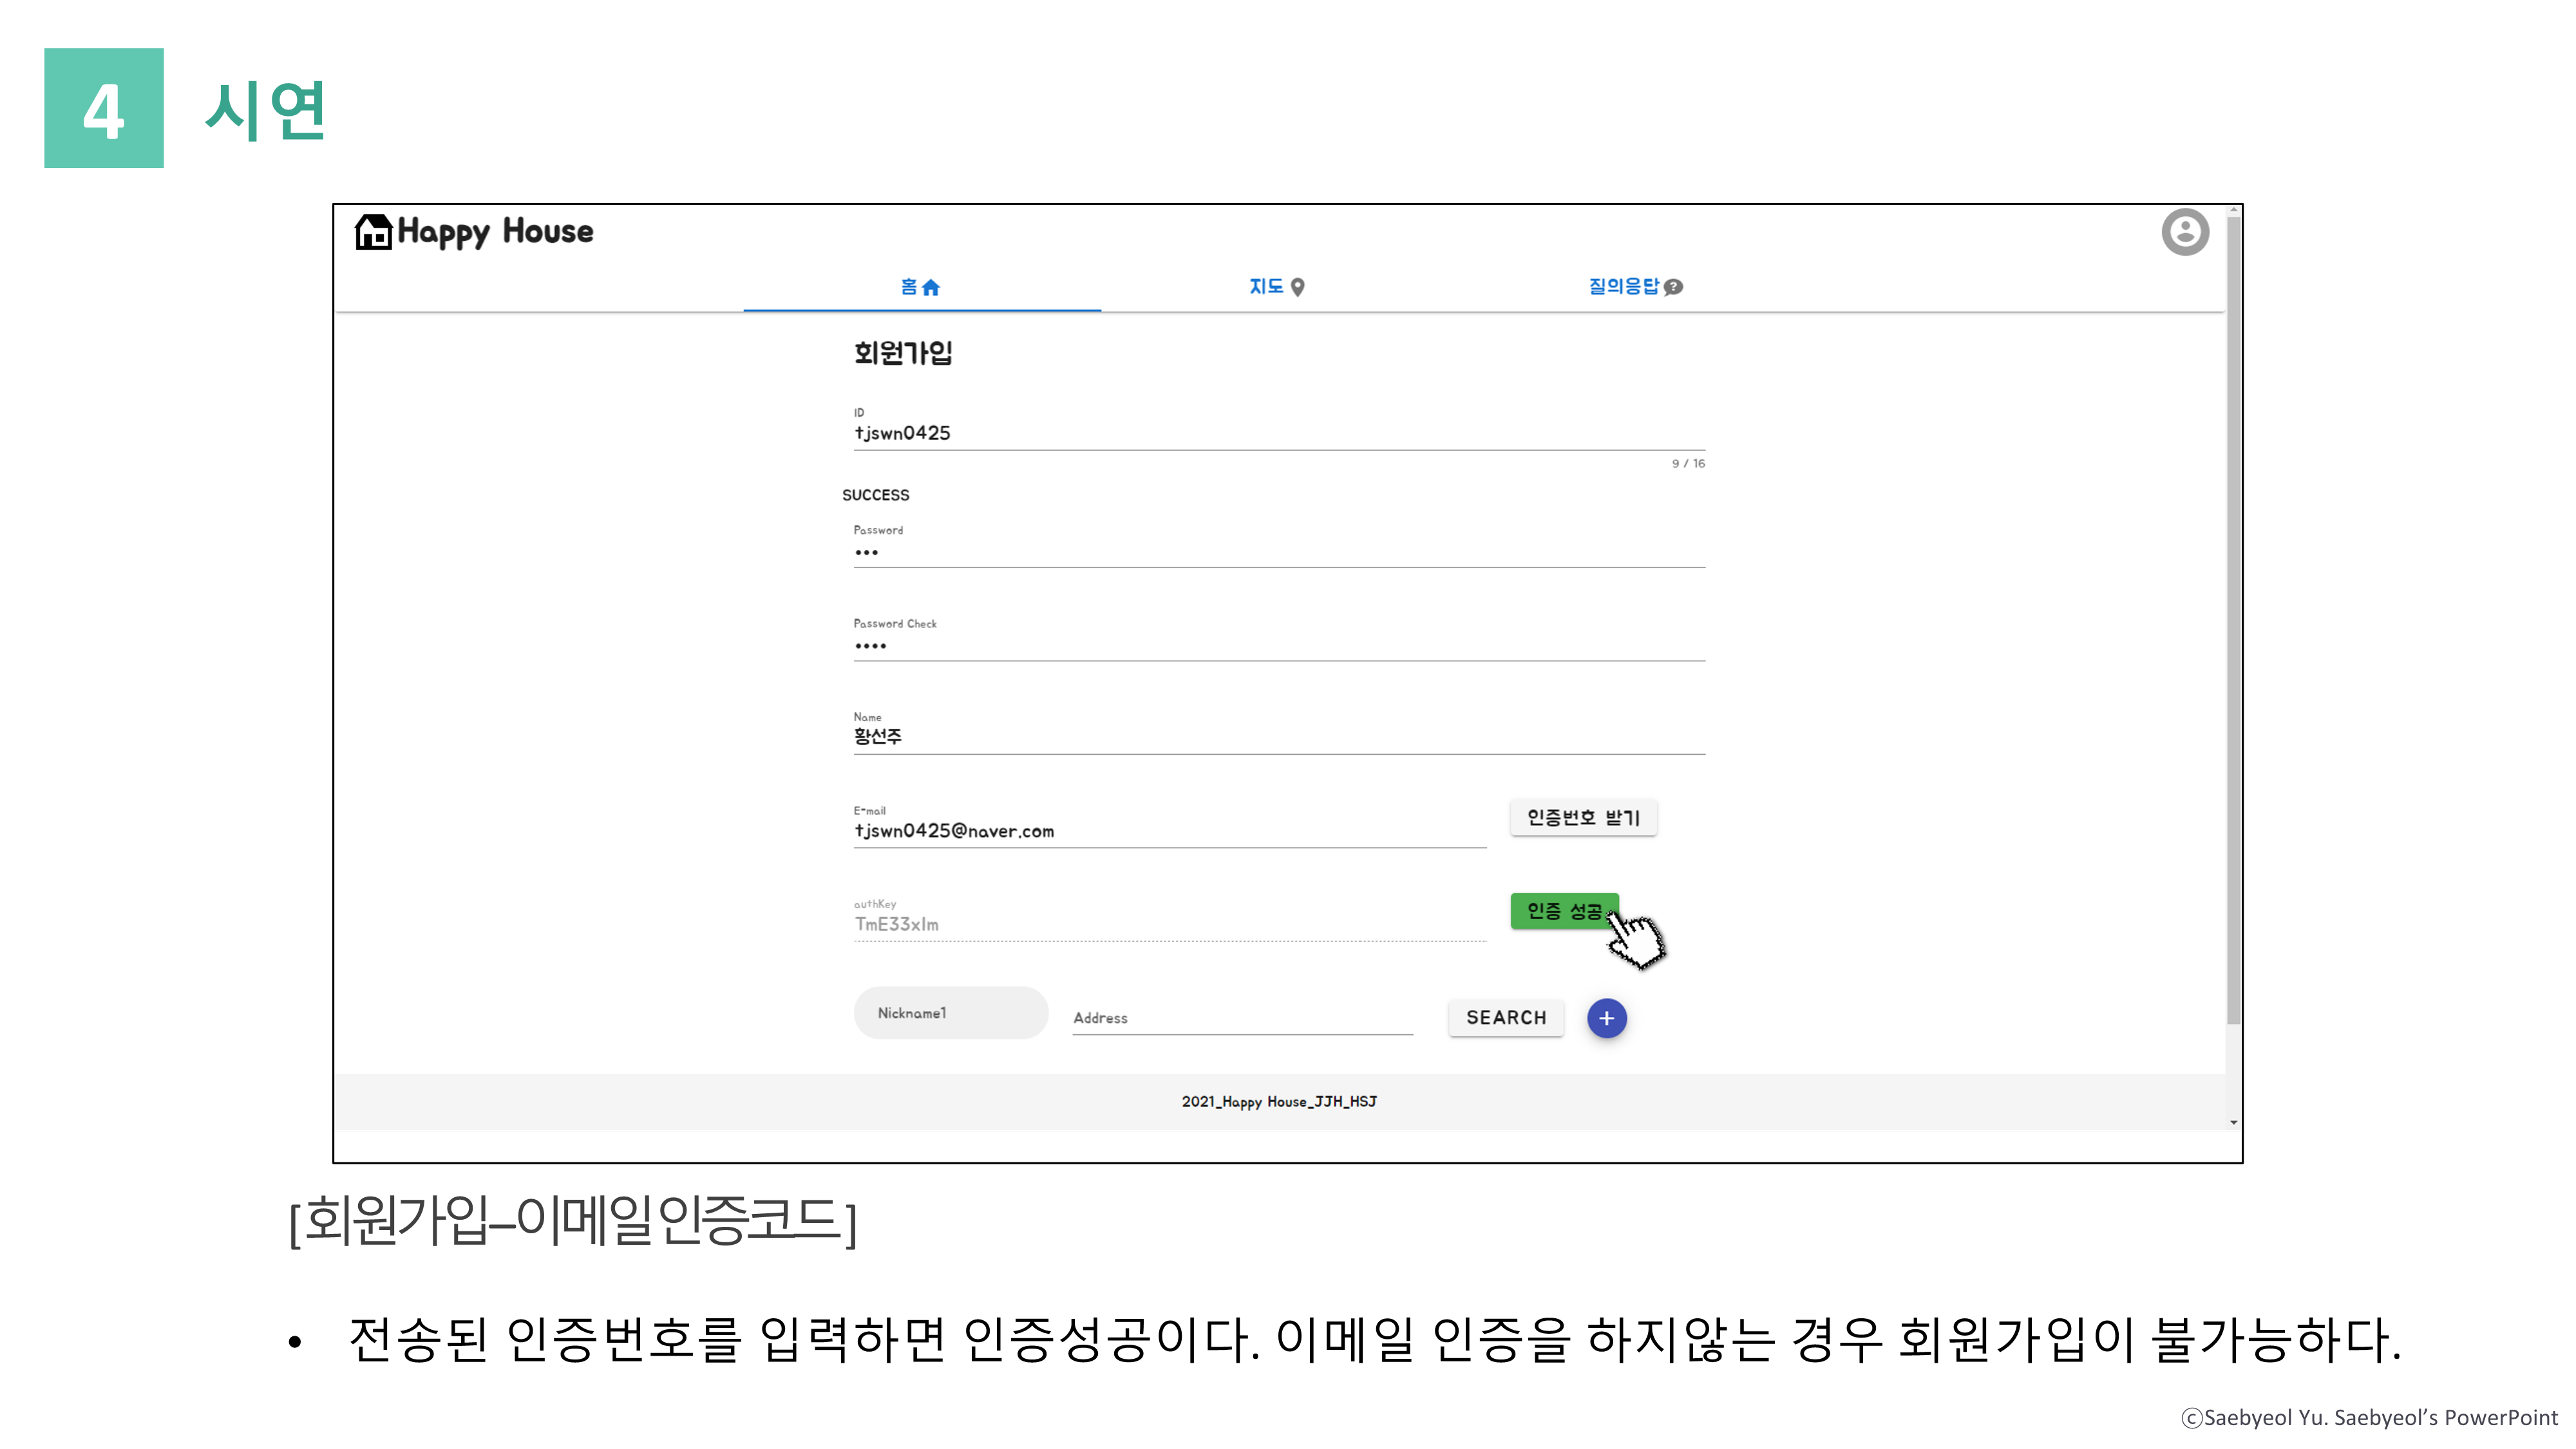 4 시연
Happy House
홈 지도 질의응답
회원가입
ID
tjswn0425
9 / 16
SUCCESS
Password
•••
Password Check
••••
Name
황선주
E-mail
tjswn0425@naver.com
인증번호 받기
authKey
TmE33xlm
인증 성공
Nickname1 Address SEARCH +
2021_Happy House_JJH_HSJ
[회원가입–이메일 인증코드]
• 전송된 인증번호를 입력하면 인증성공이다. 이메일 인증을 하지않는 경우 회원가입이 불가능하다.
ⓒSaebyeol Yu. Saebyeol’s PowerPoint